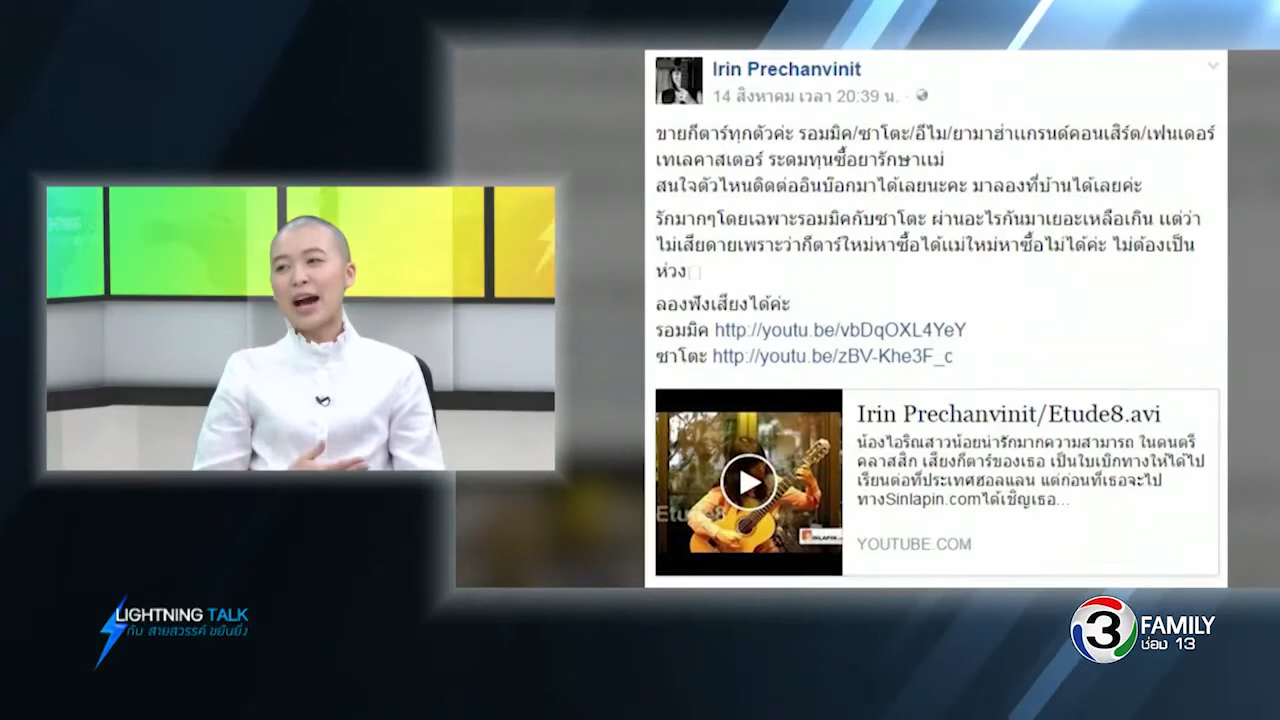 Irin Prechanvinit
14 สิงหาคม เวลา 20:39 น.
ขายกีตาร์ทุกตัวค่ะ รอมมิค/ซาโตะ/อีไม/ยามาฮ่าแกรนด์คอนเสิร์ต/เฟนเดอร์
เทเลคาสเตอร์ ระดมทุนซื้อยารักษาแม่
สนใจตัวไหนติดต่ออินบ๊อกมาได้เลยนะคะ มาลองที่บ้านได้เลยค่ะ
รักมากๆโดยเฉพาะรอมมิคกับซาโตะ ผ่านอะไรกันมาเยอะเหลือเกิน แต่ว่า
ไม่เสียดายเพราะว่ากีตาร์ใหม่หาซื้อได้แม่ใหม่หาซื้อไม่ได้ค่ะ ไม่ต้องเป็น
ห่วง
ลองฟังเสียงได้ค่ะ
รอมมิค http://youtu.be/vbDqOXL4YeY
ซาโตะ http://youtu.be/zBV-Khe3F_c
Etude8
Irin Prechanvinit/Etude8.avi
น้องไอริณสาวน้อยน่ารักมากความสามารถ ในดนตรี
คลาสสิก เสียงกีตาร์ของเธอ เป็นใบเบิกทางให้ได้ไป
เรียนต่อที่ประเทศฮอลแลน แต่ก่อนที่เธอจะไป
ทางSinlapin.comได้เชิญเธอ...
YOUTUBE.COM
LIGHTNING TALK
กับ สายสวรรค์ ขยันยิ่ง
3 FAMILY
ช่อง 13